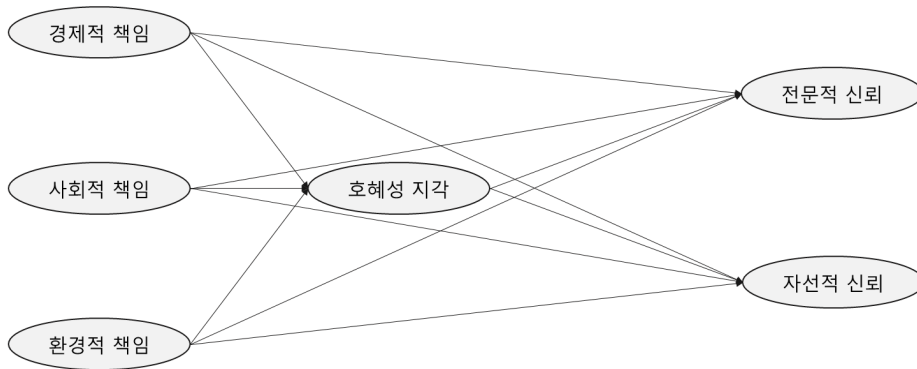 경제적 책임
전문적 신뢰
사회적 책임
호혜성 지각
자선적 신뢰
환경적 책임